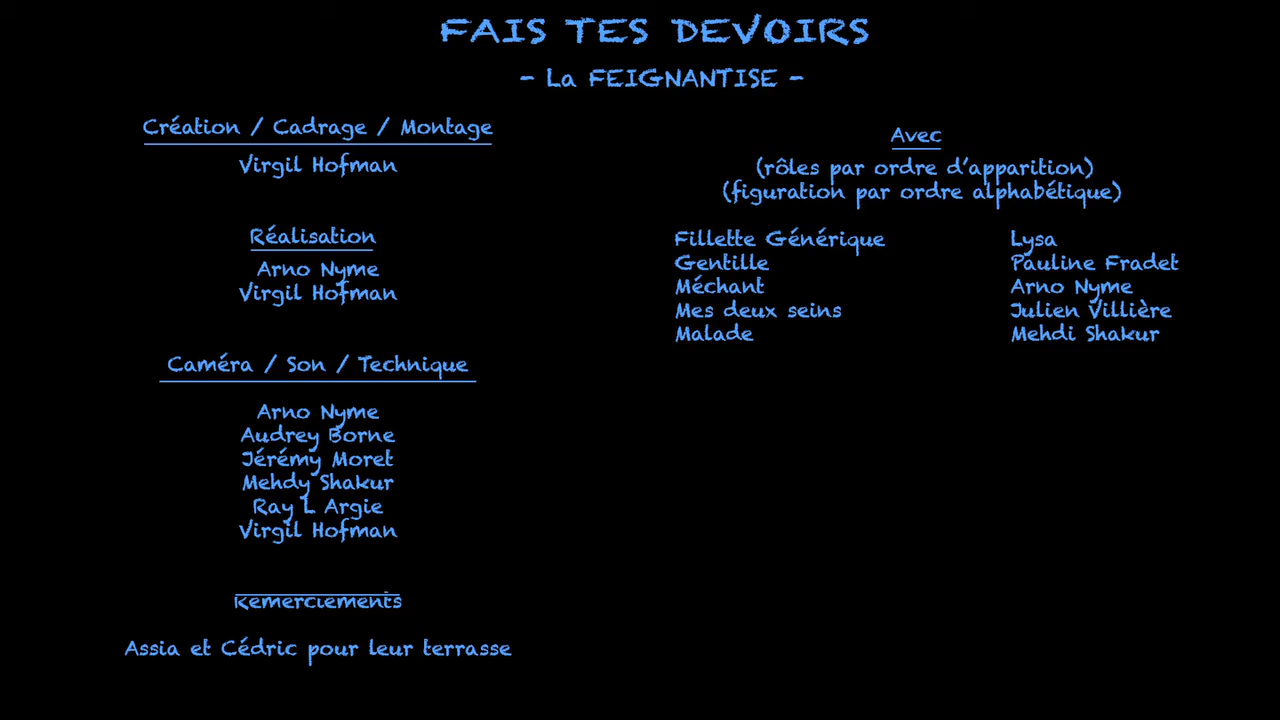 FAIS TES DEVOIRS
- La FEIGNANTISE -
Création / Cadrage / Montage
Virgil Hofman
Réalisation
Arno Nyme
Virgil Hofman
Caméra / Son / Technique
Arno Nyme
Audrey Borne
Jérémy Moret
Mehdy Shakur
Ray L Argie
Virgil Hofman
Remerciements
Assia et Cédric pour leur terrasse
Avec
(rôles par ordre d'apparition)
(figuration par ordre alphabétique)
Fillette Générique Lysa
Gentille Pauline Fradet
Méchant Arno Nyme
Mes deux seins Julien Villière
Malade Mehdi Shakur